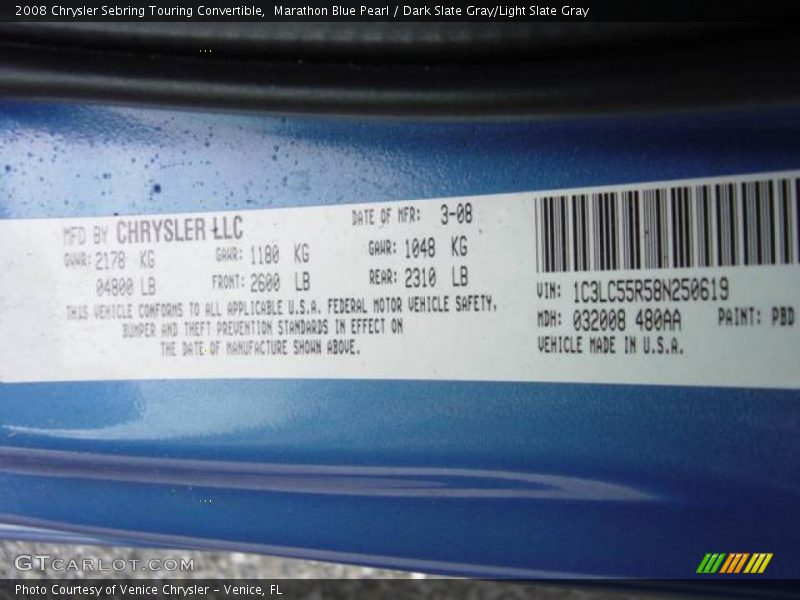 2008 Chrysler Sebring Touring Convertible,  Marathon Blue Pearl / Dark Slate Gray/Light Slate Gray
MFD BY CHRYSLER LLC
DATE OF MFR: 3-08
GVWR: 2178 KG
GAWR: 1180 KG
GAWR: 1048 KG
04800 LB
FRONT: 2600 LB
REAR: 2310 LB
THIS VEHICLE CONFORMS TO ALL APPLICABLE U.S.A. FEDERAL MOTOR VEHICLE SAFETY,
BUMPER AND THEFT PREVENTION STANDARDS IN EFFECT ON
THE DATE OF MANUFACTURE SHOWN ABOVE.
VIN: 1C3LC55R58N250619
MDH: 032008 480AA PAINT: PBD
VEHICLE MADE IN U.S.A.
GTCARLOT.COM
Photo Courtesy of Venice Chrysler - Venice, FL